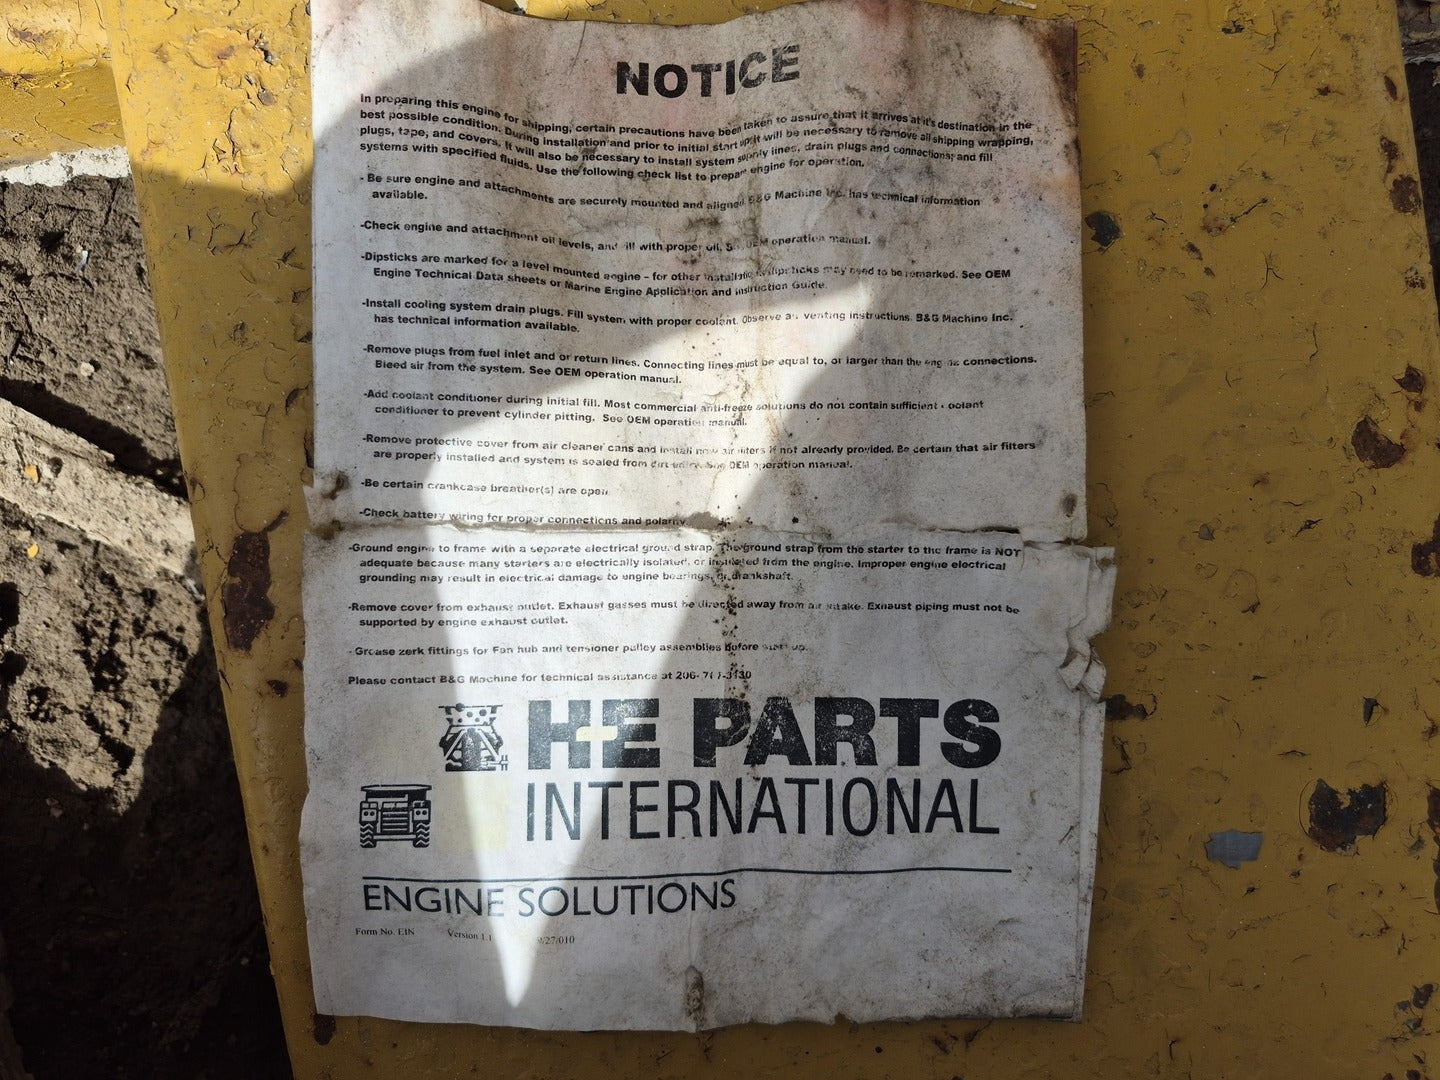 NOTICE
In preparing this engine for shipping, certain precautions have been taken to assure that it arrives at it's destination in the
best possible condition. During installation and prior to initial start up it will be necessary to remove all shipping wrapping,
plugs, tape, and covers. It will also be necessary to install system supply lines, drain plugs and connections; and fill
systems with specified fluids. Use the following check list to prepare engine for operation.
- Be sure engine and attachments are securely mounted and aligned. B&G Machine Inc. has technical information
available.
-Check engine and attachment oil levels, and fill with proper oil. See OEM operation manual.
-Dipsticks are marked for a level mounted engine – for other dipsticks may need to be remarked. See OEM
Engine Technical Data sheets or Marine Engine Application and Instruction Guide.
-Install cooling system drain plugs. Fill system with proper coolant. Observe all venting instructions. B&G Machine Inc.
has technical information available.
-Remove plugs from fuel inlet and or return lines. Connecting lines must be equal to, or larger than the engine connections.
Bleed air from the system. See OEM operation manual.
-Add coolant conditioner during initial fill. Most commercial anti-freeze solutions do not contain sufficient coolant
conditioner to prevent cylinder pitting. See OEM operation manual.
-Remove protective cover from air cleaner cans and install new air filters if not already provided. Be certain that air filters
are properly installed and system is sealed from dirt entry. See OEM operation manual.
-Be certain crankcase breather(s) are open.
-Check battery wiring for proper connections and polarity
-Ground engine to frame with a separate electrical ground strap. The ground strap from the starter to the frame is NOT
adequate because many starters are electrically isolated, or insulated from the engine. Improper engine electrical
grounding may result in electrical damage to engine bearings, or crankshaft.
-Remove cover from exhaust outlet. Exhaust gasses must be directed away from air intake. Exhaust piping must not be
supported by engine exhaust outlet.
- Grease zerk fittings for Fan hub and tensioner pulley assemblies before start up.
Please contact B&G Machine for technical assistance at 206-
H-E PARTS
INTERNATIONAL
ENGINE SOLUTIONS
Form No. EIN Version 1.1 9/27/010